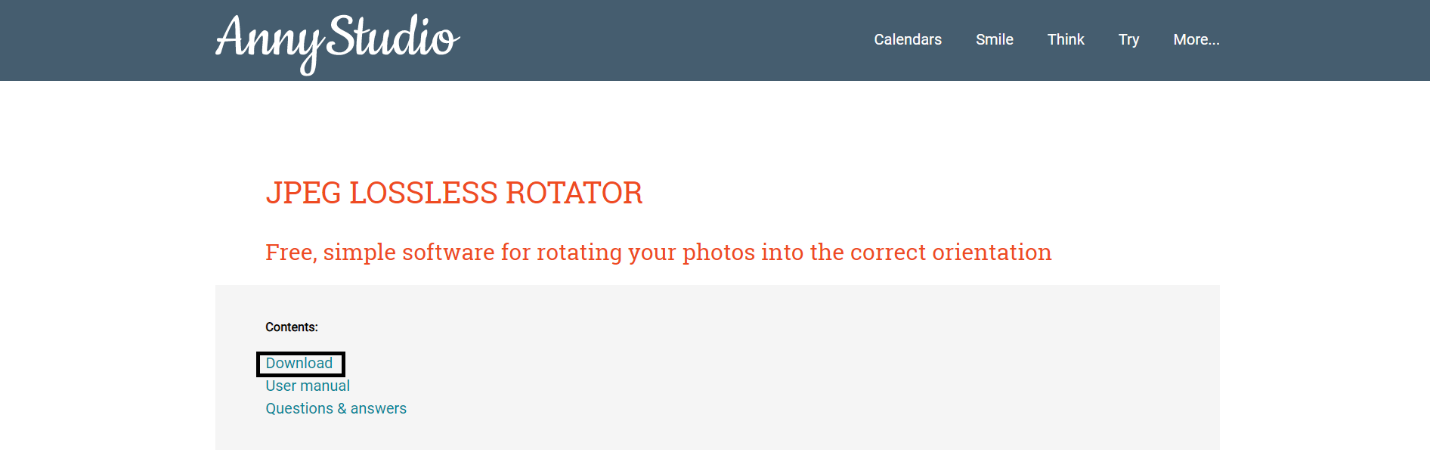 AnnyStudio
Calendars Smile Think Try More...
JPEG LOSSLESS ROTATOR
Free, simple software for rotating your photos into the correct orientation
Contents:
Download
User manual
Questions & answers